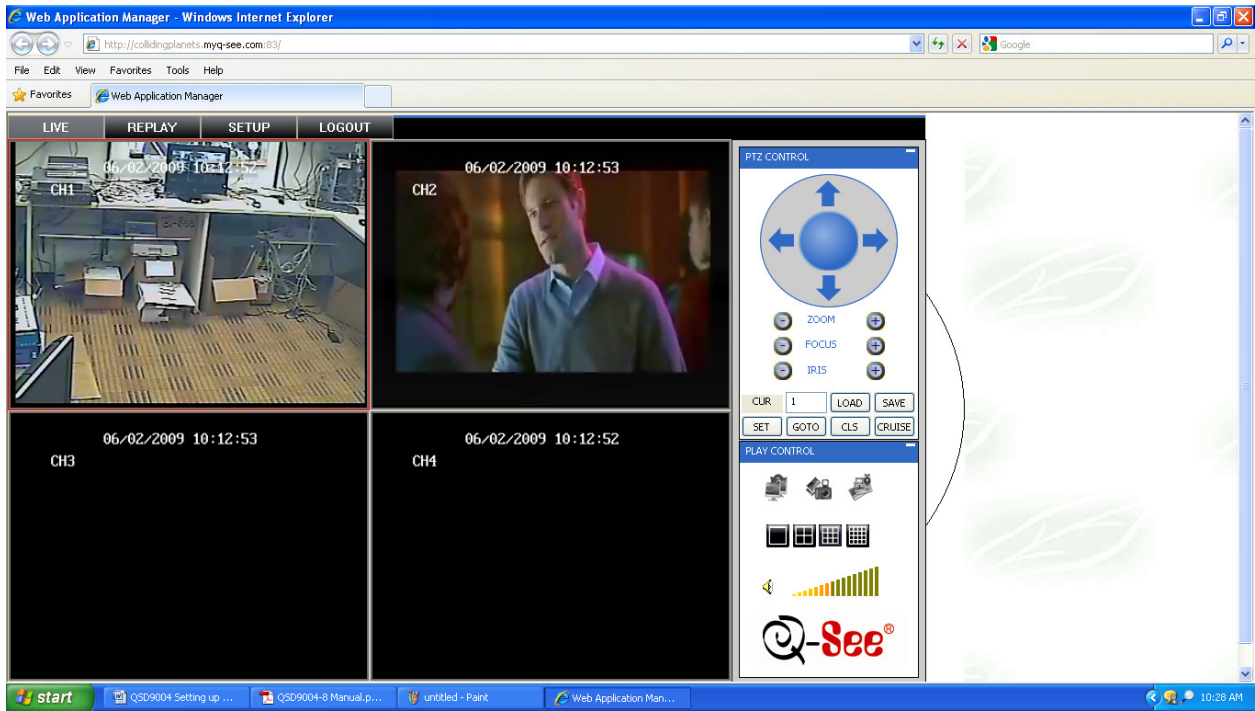 Web Application Manager - Windows Internet Explorer
http://collidingplanets.myq-see.com:83/
Google
File Edit View Favorites Tools Help
Favorites Web Application Manager
LIVE REPLAY SETUP LOGOUT
06/02/2009 10:12:52
CH1
Q-See
06/02/2009 10:12:53
CH2
06/02/2009 10:12:53
CH3
06/02/2009 10:12:52
CH4
PTZ CONTROL
- ZOOM +
- FOCUS +
- IRIS +
CUR 1 LOAD SAVE
SET GOTO CLS CRUISE
PLAY CONTROL
Q-See®
start QSD9004 Setting up ... QSD9004-8 Manual.p... untitled - Paint Web Application Man... 10:28 AM